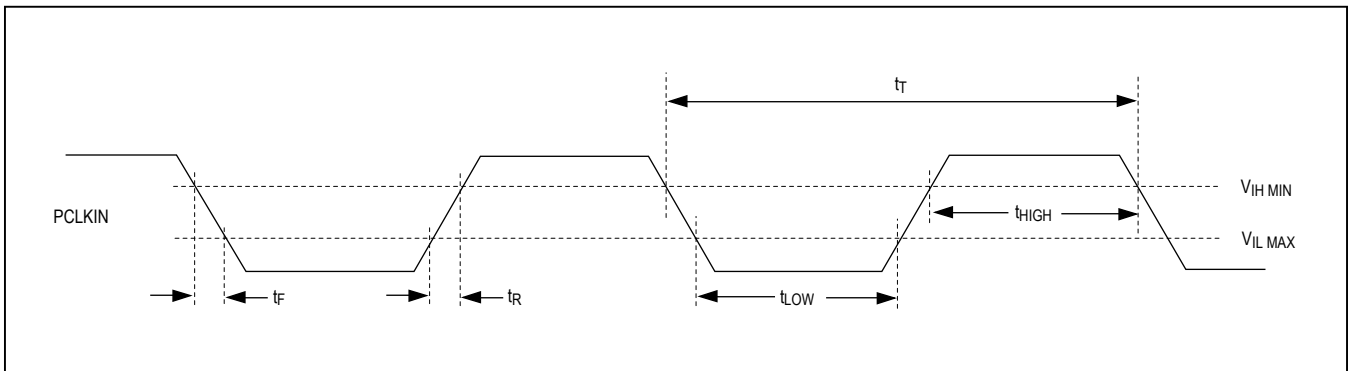 tT
VIH MIN
tHIGH
PCLKIN
VIL MAX
tF
tR
tLOW